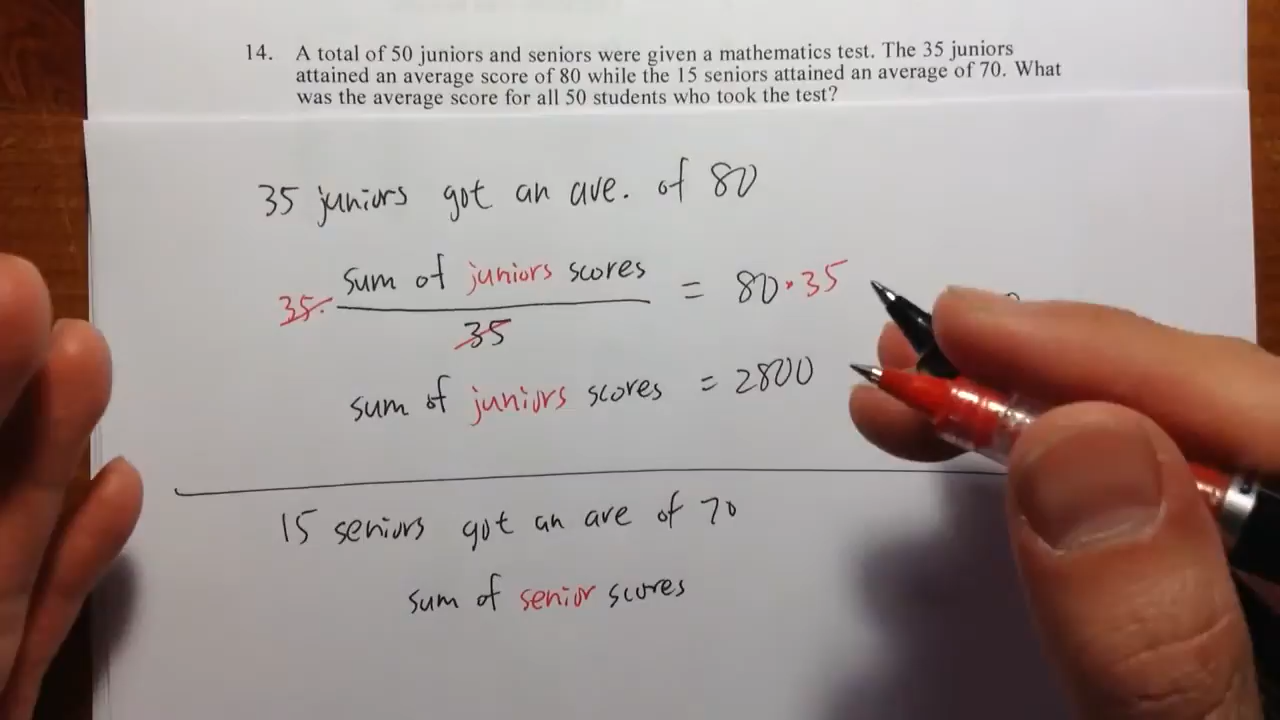 14. A total of 50 juniors and seniors were given a mathematics test. The 35 juniors
attained an average score of 80 while the 15 seniors attained an average of 70. What
was the average score for all 50 students who took the test?
35 juniors got an ave. of 80
sum of juniors scores
35· = 80·35
35
sum of juniors scores = 2800
15 seniors got an ave of 70
sum of senior scores